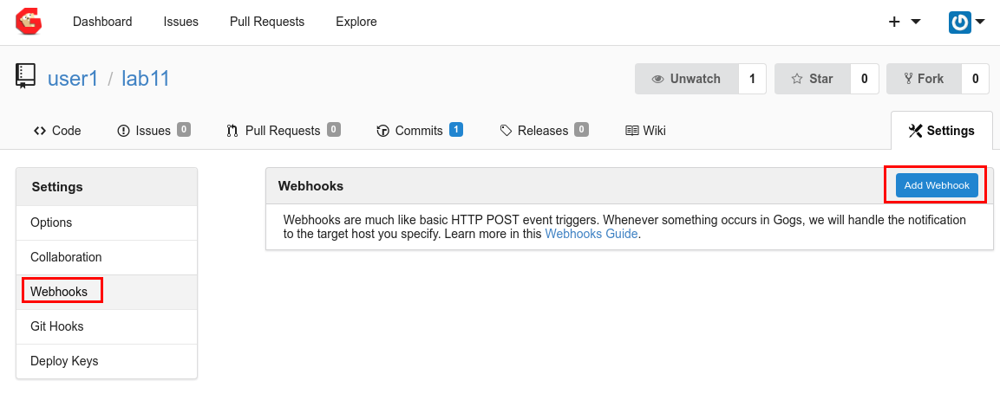 Dashboard Issues Pull Requests Explore
user1 / lab11
Unwatch 1 Star 0 Fork 0
Code Issues 0 Pull Requests 0 Commits 1 Releases 0 Wiki Settings
Settings
Options
Collaboration
Webhooks
Git Hooks
Deploy Keys
Webhooks Add Webhook
Webhooks are much like basic HTTP POST event triggers. Whenever something occurs in Gogs, we will handle the notification
to the target host you specify. Learn more in this Webhooks Guide.